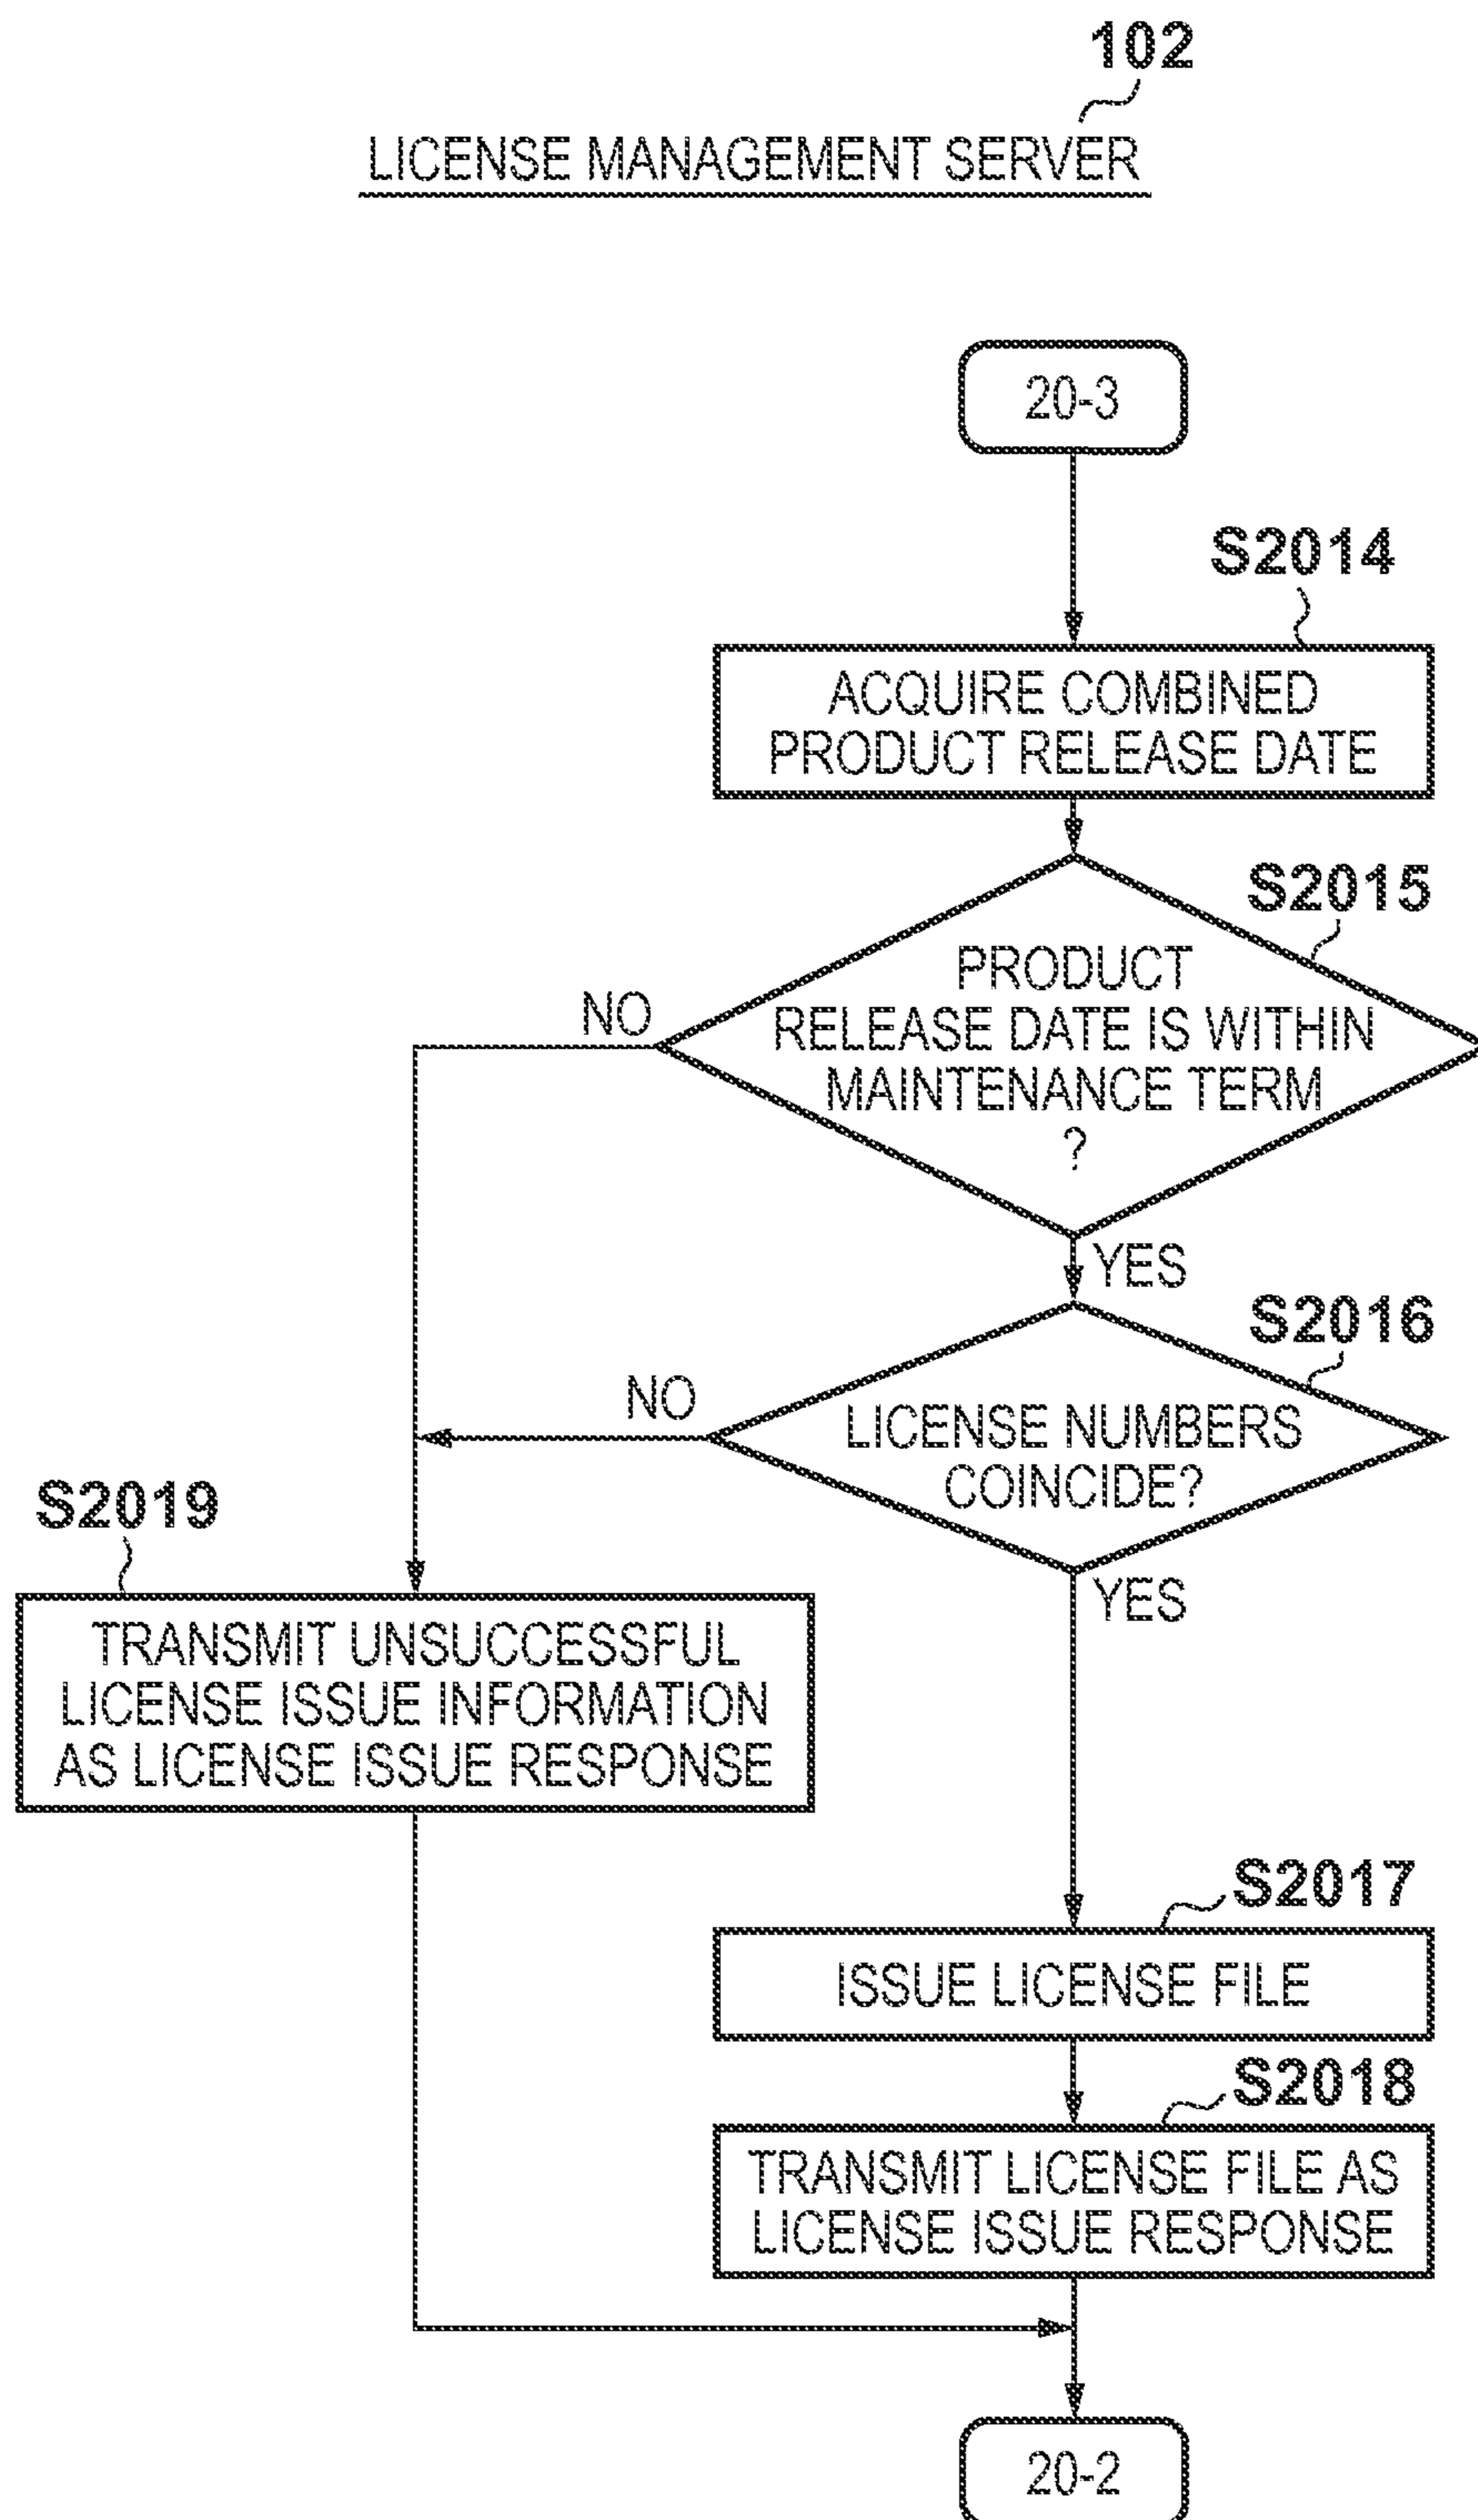 102
LICENSE MANAGEMENT SERVER
20-3
S2014
ACQUIRE COMBINED
PRODUCT RELEASE DATE
S2015
PRODUCT
RELEASE DATE IS WITHIN
MAINTENANCE TERM
?
NO
YES
S2016
LICENSE NUMBERS
COINCIDE?
NO
YES
S2019
TRANSMIT UNSUCCESSFUL
LICENSE ISSUE INFORMATION
AS LICENSE ISSUE RESPONSE
S2017
ISSUE LICENSE FILE
S2018
TRANSMIT LICENSE FILE AS
LICENSE ISSUE RESPONSE
20-2